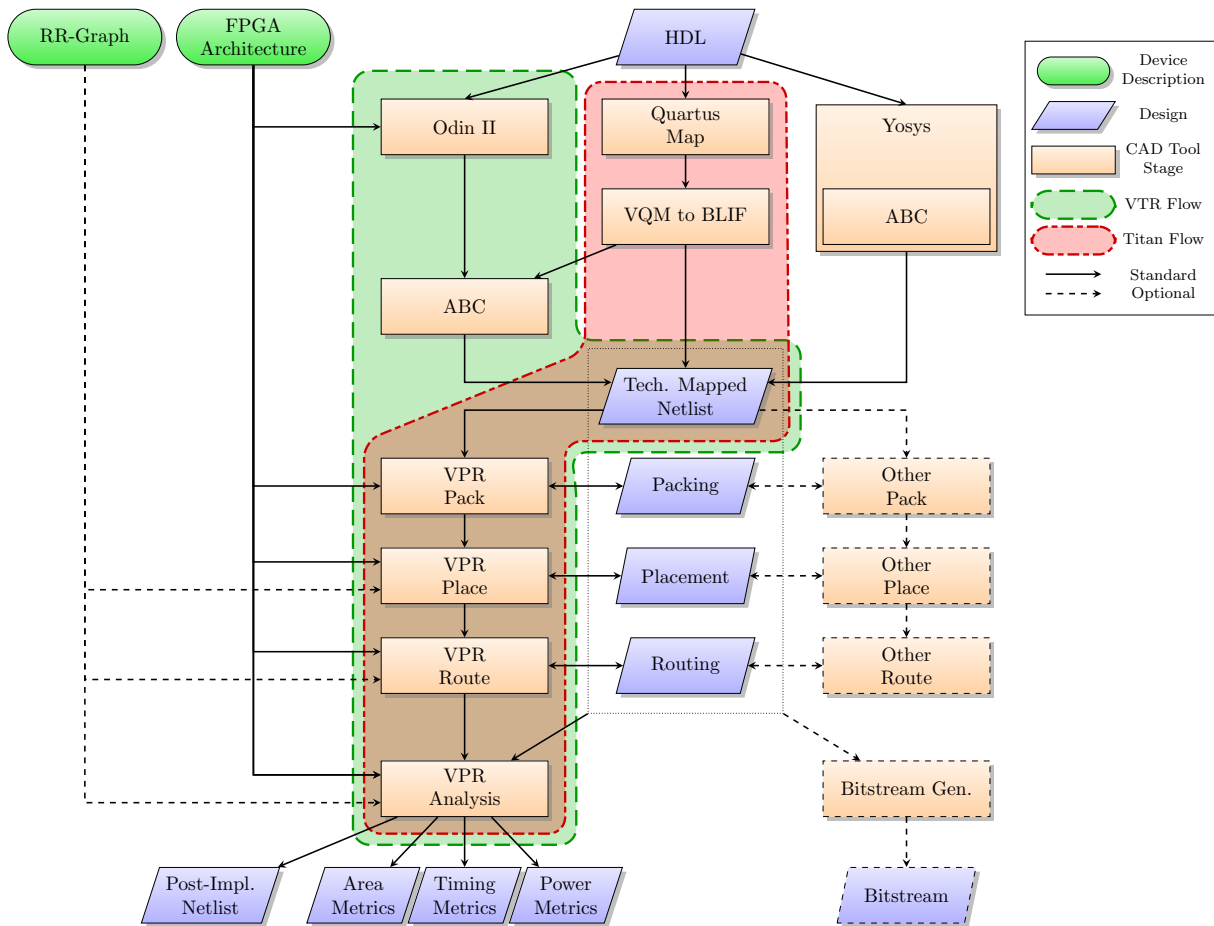 RR-Graph
FPGA
Architecture
HDL
Device
Description
Design
CAD Tool
Stage
VTR Flow
Titan Flow
Standard
Optional
Odin II
Quartus
Map
Yosys
VQM to BLIF
ABC
ABC
Tech. Mapped
Netlist
VPR
Pack
Packing
Other
Pack
VPR
Place
Placement
Other
Place
VPR
Route
Routing
Other
Route
VPR
Analysis
Bitstream Gen.
Post-Impl.
Netlist
Area
Metrics
Timing
Metrics
Power
Metrics
Bitstream